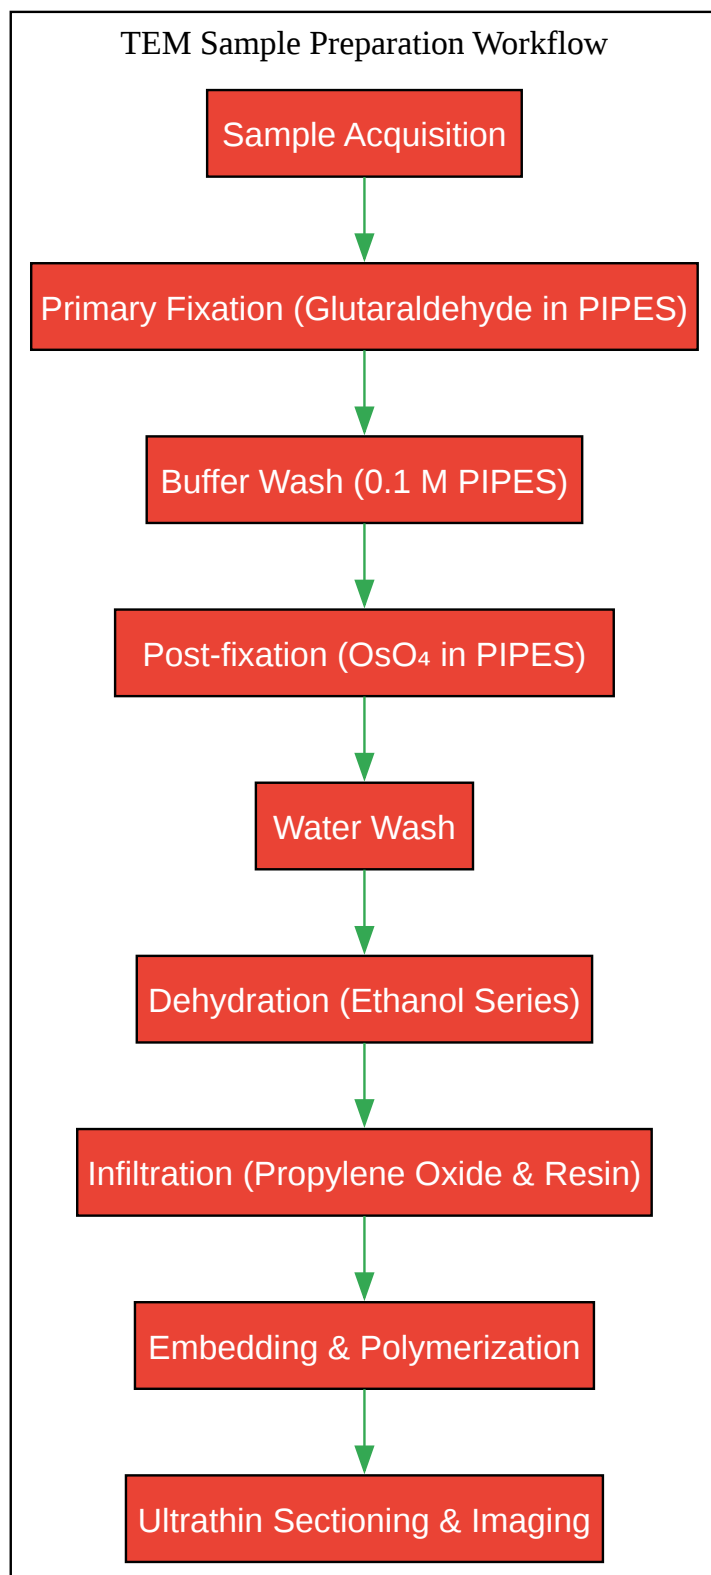 TEM Sample Preparation Workflow
Sample Acquisition
Primary Fixation (Glutaraldehyde in PIPES)
Buffer Wash (0.1 M PIPES)
Post-fixation (OsO₄ in PIPES)
Water Wash
Dehydration (Ethanol Series)
Infiltration (Propylene Oxide & Resin)
Embedding & Polymerization
Ultrathin Sectioning & Imaging